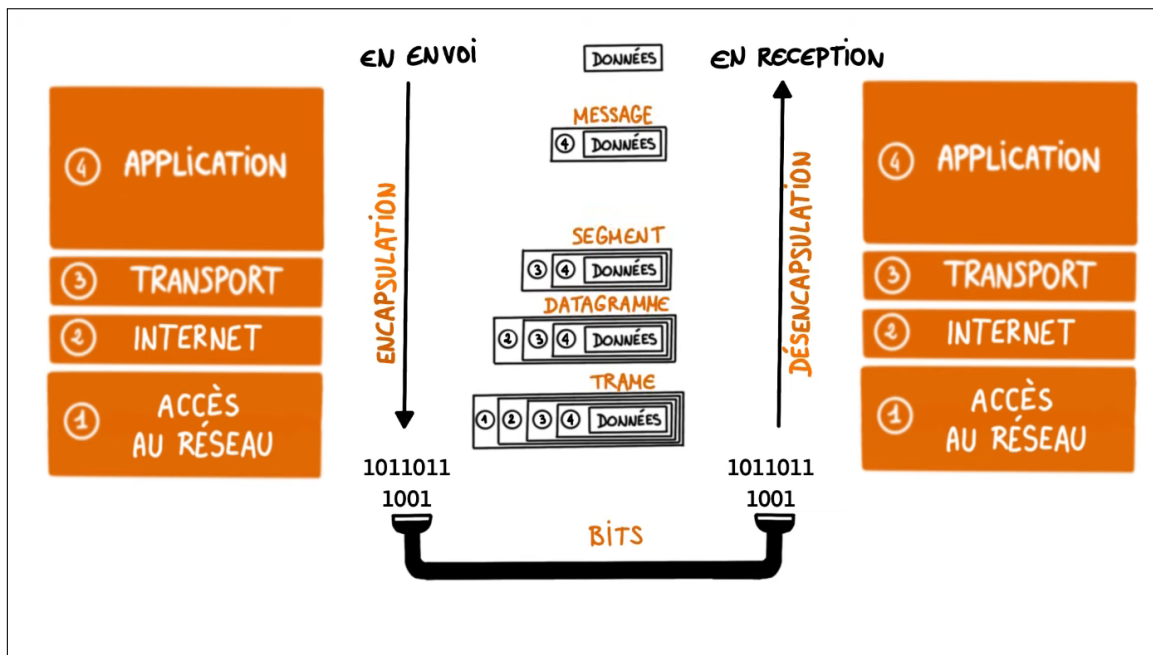 EN ENVOI
DONNÉES
EN RECEPTION
MESSAGE
④ DONNÉES
④ APPLICATION
④ APPLICATION
ENCAPSULATION
DÉSENCAPSULATION
SEGMENT
③ ④ DONNÉES
③ TRANSPORT
③ TRANSPORT
DATAGRAMME
② ③ ④ DONNÉES
② INTERNET
② INTERNET
TRAME
① ② ③ ④ DONNÉES
① ACCÈS
AU RÉSEAU
① ACCÈS
AU RÉSEAU
1011011
1001
1011011
1001
BITS